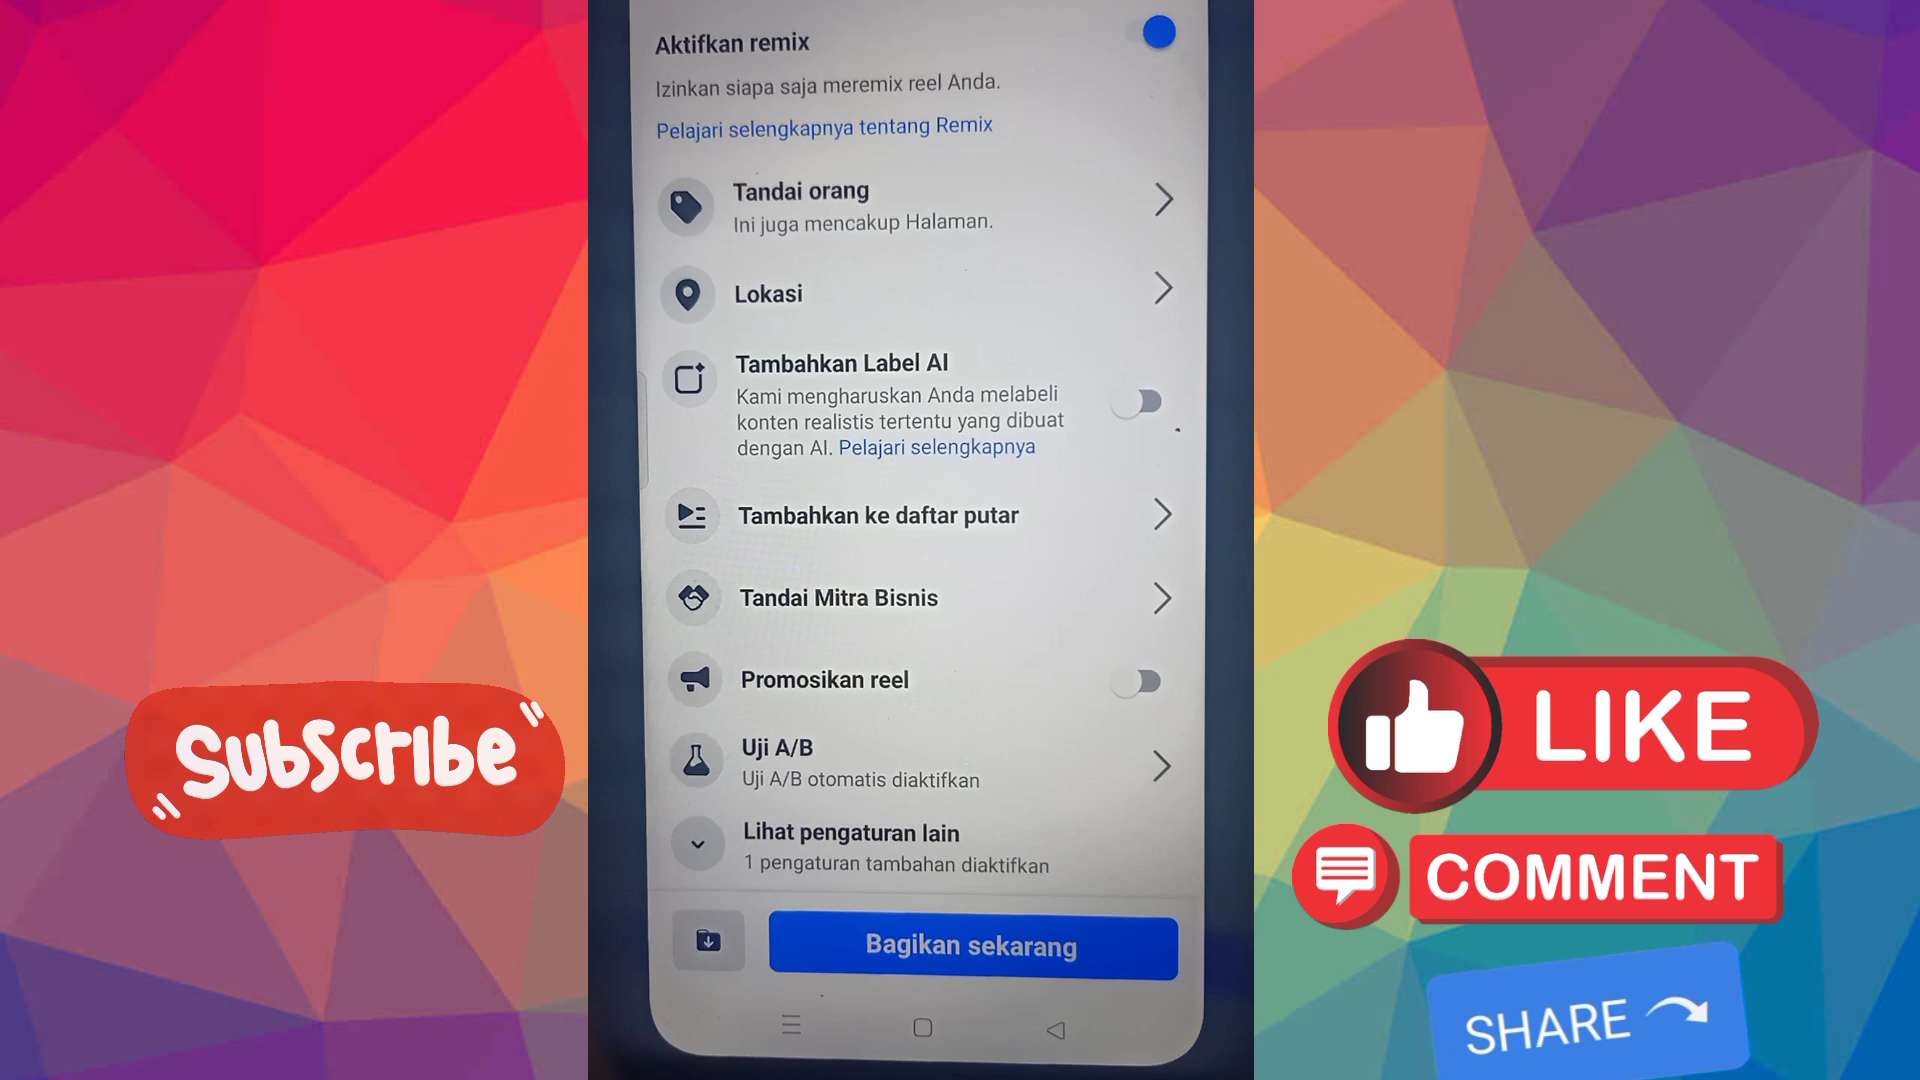 Aktifkan remix
Izinkan siapa saja meremix reel Anda.
Pelajari selengkapnya tentang Remix
Tandai orang
Ini juga mencakup Halaman.
Lokasi
Tambahkan Label AI
Kami mengharuskan Anda melabeli
konten realistis tertentu yang dibuat
dengan AI. Pelajari selengkapnya
Tambahkan ke daftar putar
Tandai Mitra Bisnis
Promosikan reel
Uji A/B
Uji A/B otomatis diaktifkan
Lihat pengaturan lain
1 pengaturan tambahan diaktifkan
Bagikan sekarang
Subscribe
LIKE
COMMENT
SHARE